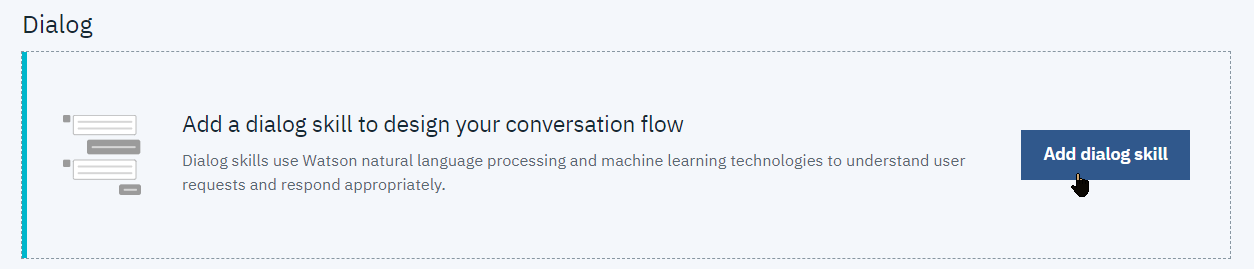 Dialog
Add a dialog skill to design your conversation flow
Dialog skills use Watson natural language processing and machine learning technologies to understand user
requests and respond appropriately.
Add dialog skill